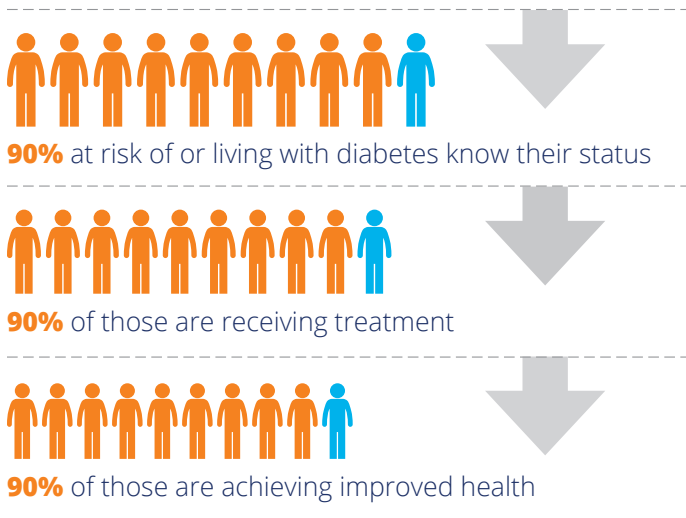 90% at risk of or living with diabetes know their status
90% of those are receiving treatment
90% of those are achieving improved health